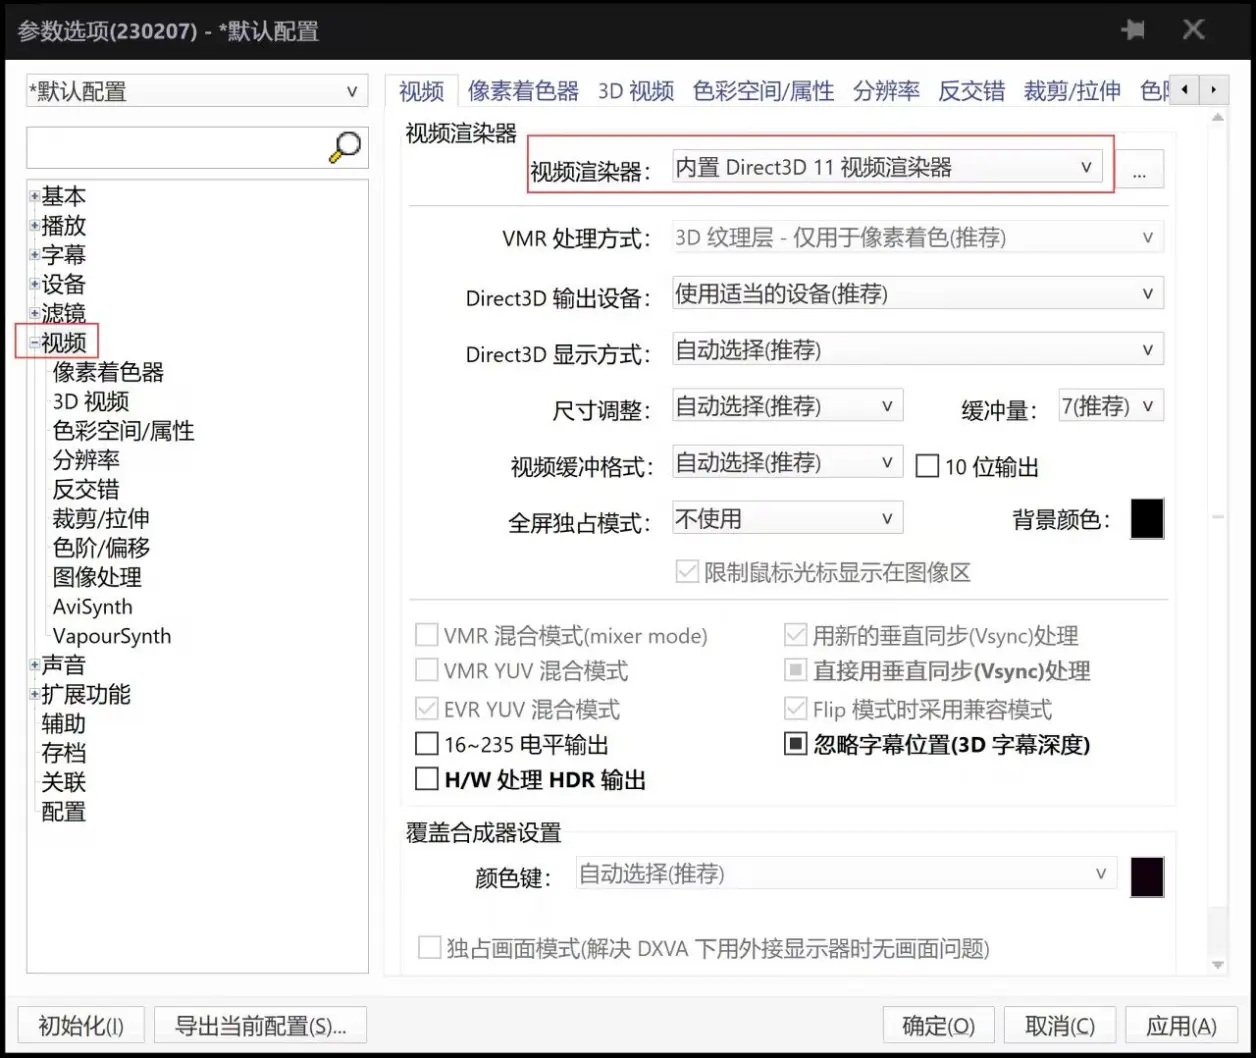 参数选项(230207) - *默认配置
*默认配置
基本
播放
字幕
设备
滤镜
视频
像素着色器
3D 视频
色彩空间/属性
分辨率
反交错
裁剪/拉伸
色阶/偏移
图像处理
AviSynth
VapourSynth
声音
扩展功能
辅助
存档
关联
配置
视频 像素着色器 3D 视频 色彩空间/属性 分辨率 反交错 裁剪/拉伸 色
视频渲染器
视频渲染器： 内置 Direct3D 11 视频渲染器 ...
VMR 处理方式： 3D 纹理层 - 仅用于像素着色(推荐)
Direct3D 输出设备： 使用适当的设备(推荐)
Direct3D 显示方式： 自动选择(推荐)
尺寸调整： 自动选择(推荐) 缓冲量： 7(推荐)
视频缓冲格式： 自动选择(推荐) 10 位输出
全屏独占模式： 不使用 背景颜色：
限制鼠标光标显示在图像区
VMR 混合模式(mixer mode) 用新的垂直同步(Vsync)处理
VMR YUV 混合模式 直接用垂直同步(Vsync)处理
EVR YUV 混合模式 Flip 模式时采用兼容模式
16~235 电平输出 忽略字幕位置(3D 字幕深度)
H/W 处理 HDR 输出
覆盖合成器设置
颜色键： 自动选择(推荐)
独占画面模式(解决 DXVA 下用外接显示器时无画面问题)
初始化(I) 导出当前配置(S)... 确定(O) 取消(C) 应用(A)